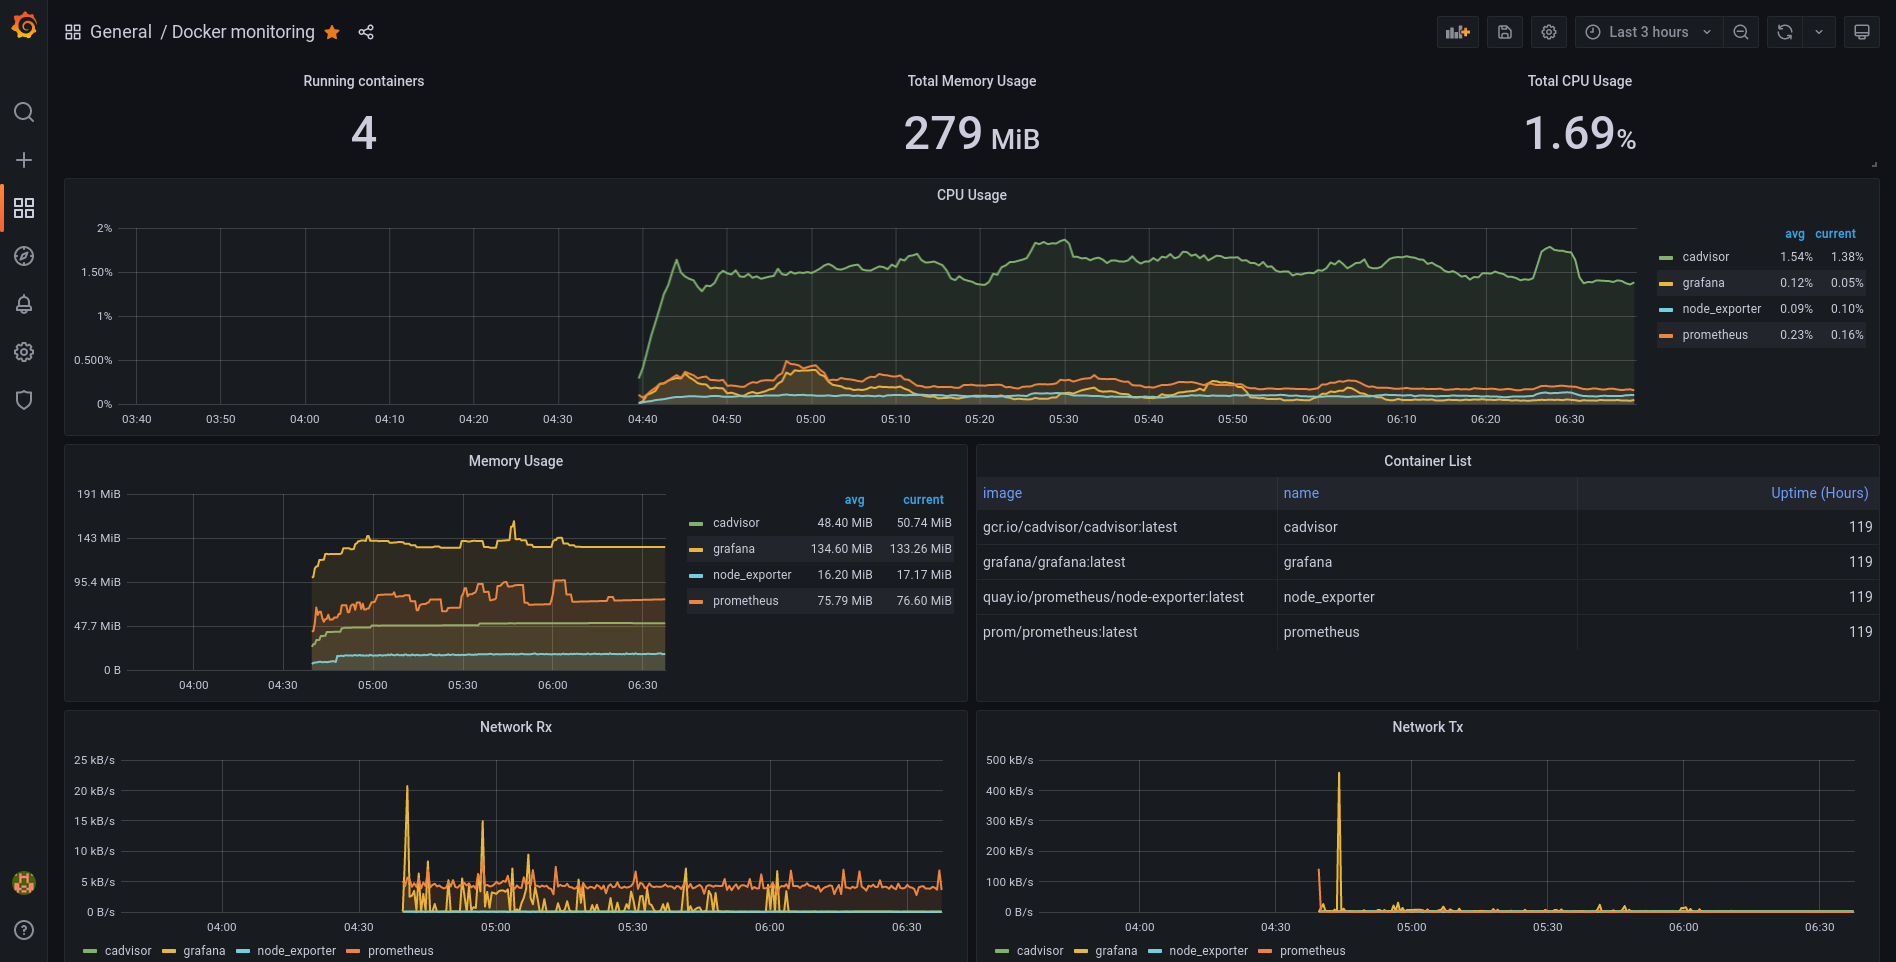 General / Docker monitoring
Last 3 hours
Running containers
4
Total Memory Usage
279 MiB
Total CPU Usage
1.69%
CPU Usage
2%
1.50%
1%
0.500%
0%
03:40 03:50 04:00 04:10 04:20 04:30 04:40 04:50 05:00 05:10 05:20 05:30 05:40 05:50 06:00 06:10 06:20 06:30
avg current
cadvisor 1.54% 1.38%
grafana 0.12% 0.05%
node_exporter 0.09% 0.10%
prometheus 0.23% 0.16%
Memory Usage
191 MiB
143 MiB
95.4 MiB
47.7 MiB
0 B
04:00 04:30 05:00 05:30 06:00 06:30
avg current
cadvisor 48.40 MiB 50.74 MiB
grafana 134.60 MiB 133.26 MiB
node_exporter 16.20 MiB 17.17 MiB
prometheus 75.79 MiB 76.60 MiB
Container List
image name Uptime (Hours)
gcr.io/cadvisor/cadvisor:latest cadvisor 119
grafana/grafana:latest grafana 119
quay.io/prometheus/node-exporter:latest node_exporter 119
prom/prometheus:latest prometheus 119
Network Rx
25 kB/s
20 kB/s
15 kB/s
10 kB/s
5 kB/s
0 B/s
04:00 04:30 05:00 05:30 06:00 06:30
cadvisor grafana node_exporter prometheus
Network Tx
500 kB/s
400 kB/s
300 kB/s
200 kB/s
100 kB/s
0 B/s
04:00 04:30 05:00 05:30 06:00 06:30
cadvisor grafana node_exporter prometheus